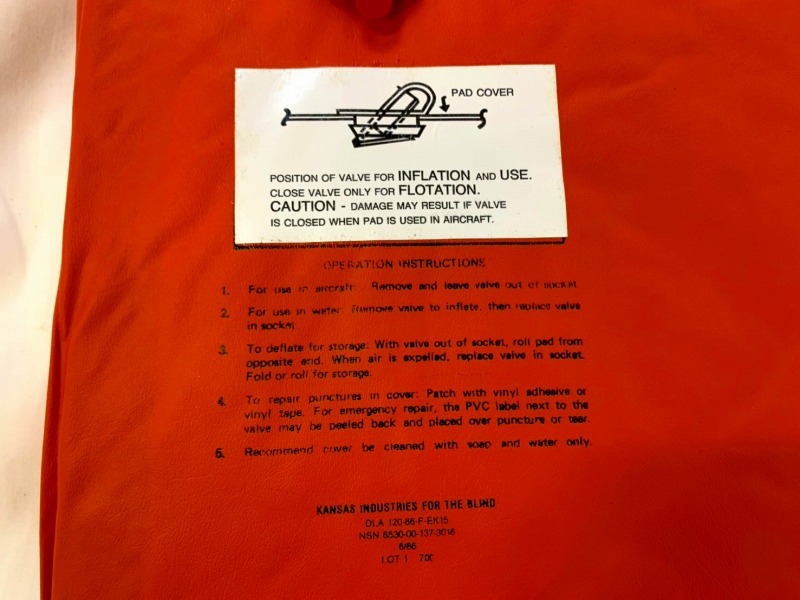 PAD COVER
POSITION OF VALVE FOR INFLATION AND USE.
CLOSE VALVE ONLY FOR FLOTATION.
CAUTION - DAMAGE MAY RESULT IF VALVE
IS CLOSED WHEN PAD IS USED IN AIRCRAFT.
OPERATION INSTRUCTIONS
1. For use in aircraft: Remove and leave valve out of socket.
2. For use in water: Remove valve to inflate, then replace valve
in socket.
3. To deflate for storage: With valve out of socket, roll pad from
opposite end. When air is expelled, replace valve in socket.
Fold or roll for storage.
4. To repair punctures in cover: Patch with vinyl adhesive or
vinyl tape. For emergency repair, the PVC label next to the
valve may be peeled back and placed over puncture or tear.
5. Recommend cover be cleaned with soap and water only.
KANSAS INDUSTRIES FOR THE BLIND
DLA 120-86-F-EK15
NSN 6530-00-137-3016
6/86
LOT 1